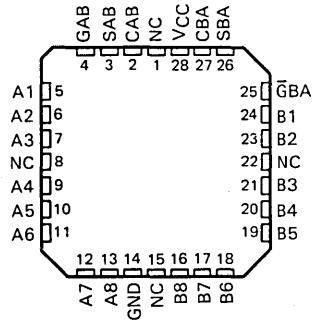 GAB SAB CAB NC VCC CBA SBA
4 3 2 1 28 27 26
A1 5 25 G̅BA
A2 6 24 B1
A3 7 23 B2
NC 8 22 NC
A4 9 21 B3
A5 10 20 B4
A6 11 19 B5
12 13 14 15 16 17 18
A7 A8 GND NC B8 B7 B6